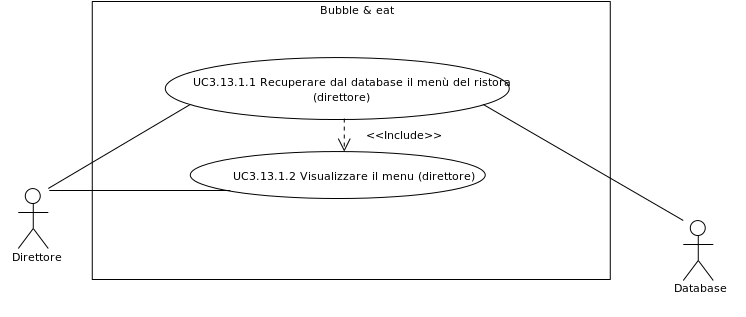 Bubble & eat
UC3.13.1.1 Recuperare dal database il menù del ristora
(direttore)
<<Include>>
UC3.13.1.2 Visualizzare il menu (direttore)
Direttore
Database